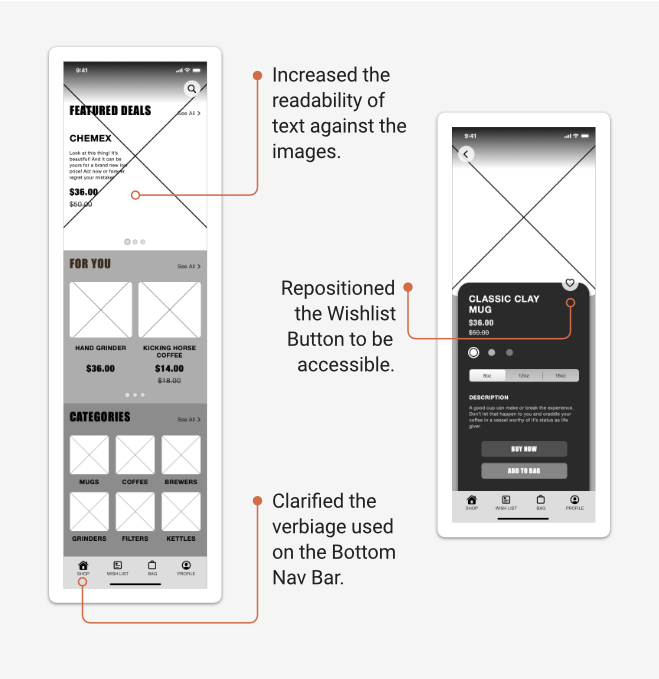 9:41
FEATURED DEALS
See All >
CHEMEX
Look at this thing! It's
beautiful! And it can be
yours for a brand new low
price! Act now or forever
regret your mistake.
$36.00
$50.00
FOR YOU
See All >
HAND GRINDER
$36.00
KICKING HORSE
COFFEE
$14.00
$18.00
CATEGORIES
See All >
MUGS COFFEE BREWERS
GRINDERS FILTERS KETTLES
SHOP WISH LIST BAG PROFILE
Increased the
readability of
text against the
images.
Repositioned
the Wishlist
Button to be
accessible.
Clarified the
verbiage used
on the Bottom
Nav Bar.
9:41
CLASSIC CLAY
MUG
$36.00
$50.00
8oz 12oz 16oz
DESCRIPTION
A good cup can make or break the experience.
Don't let that happen to you and craddle your
coffee in a vessel worthy of it's status as life
giver.
BUY NOW
ADD TO BAG
SHOP WISH LIST BAG PROFILE